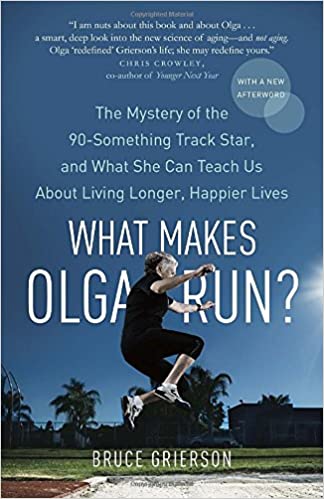 "I am nuts about this book and about Olga . . .
a smart, deep look into the new science of aging—and not aging.
Olga 'redefined' Grierson's life; she may redefine yours."
CHRIS CROWLEY,
co-author of Younger Next Year
WITH A NEW
AFTERWORD
The Mystery of the
90-Something Track Star,
and What She Can Teach Us
About Living Longer, Happier Lives
WHAT MAKES
OLGA RUN?
BRUCE GRIERSON